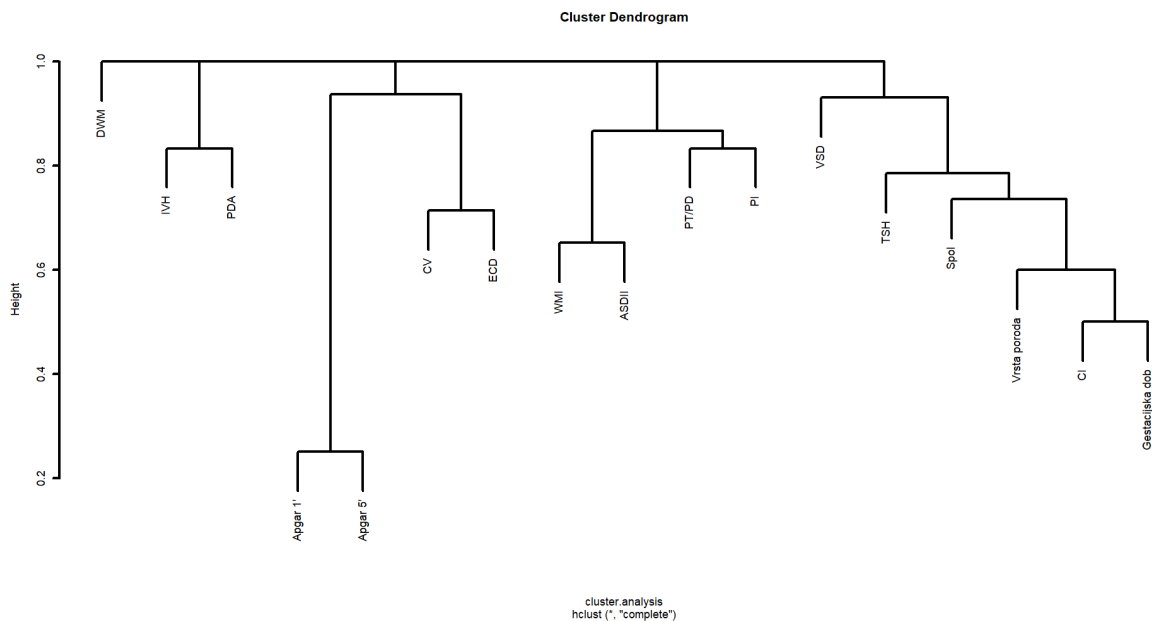 Cluster Dendrogram
Height
1.0
0.8
0.6
0.4
0.2
DWM
IVH
PDA
Apgar 1'
Apgar 5'
CV
ECD
WMI
ASDII
PT/PD
PI
VSD
TSH
Spol
Vrsta poroda
CI
Gestacijska dob
cluster.analysis
hclust (*, "complete")